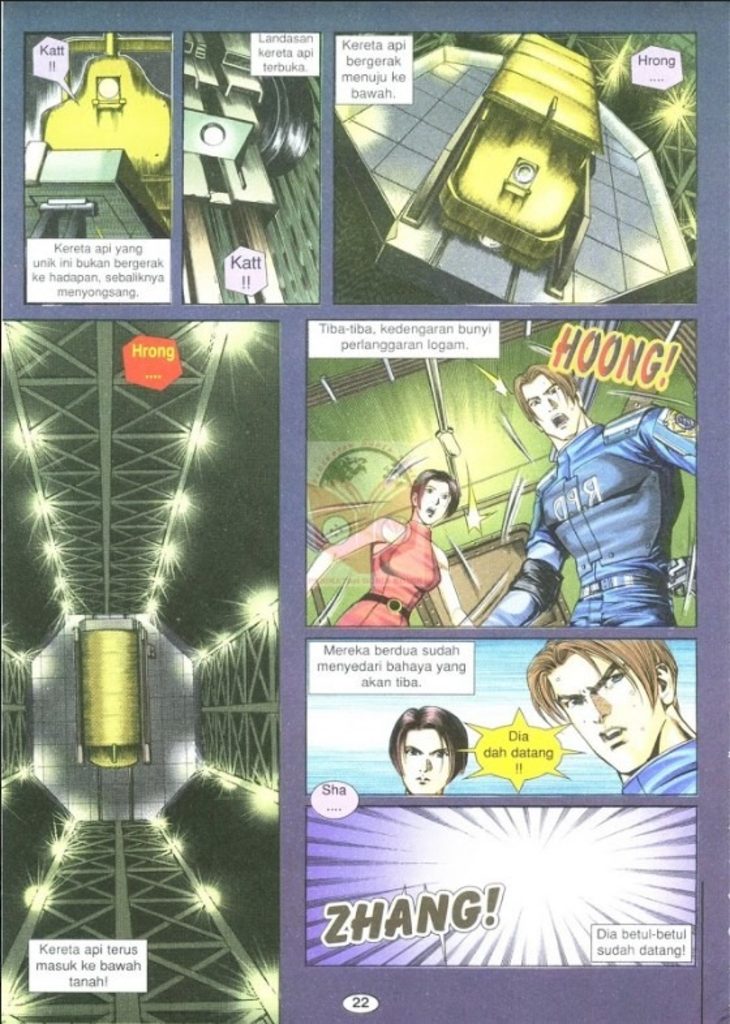 Katt
!!
Kereta api yang
unik ini bukan bergerak
ke hadapan, sebaliknya
menyongsang.
Landasan
kereta api
terbuka.
Katt
!!
Kereta api
bergerak
menuju ke
bawah.
Hrong
....
Hrong
....
Kereta api terus
masuk ke bawah
tanah!
Tiba-tiba, kedengaran bunyi
perlanggaran logam.
HOONG!
RPD
Mereka berdua sudah
menyedari bahaya yang
akan tiba.
Dia
dah datang
!!
Sha
....
ZHANG!
Dia betul-betul
sudah datang!
22